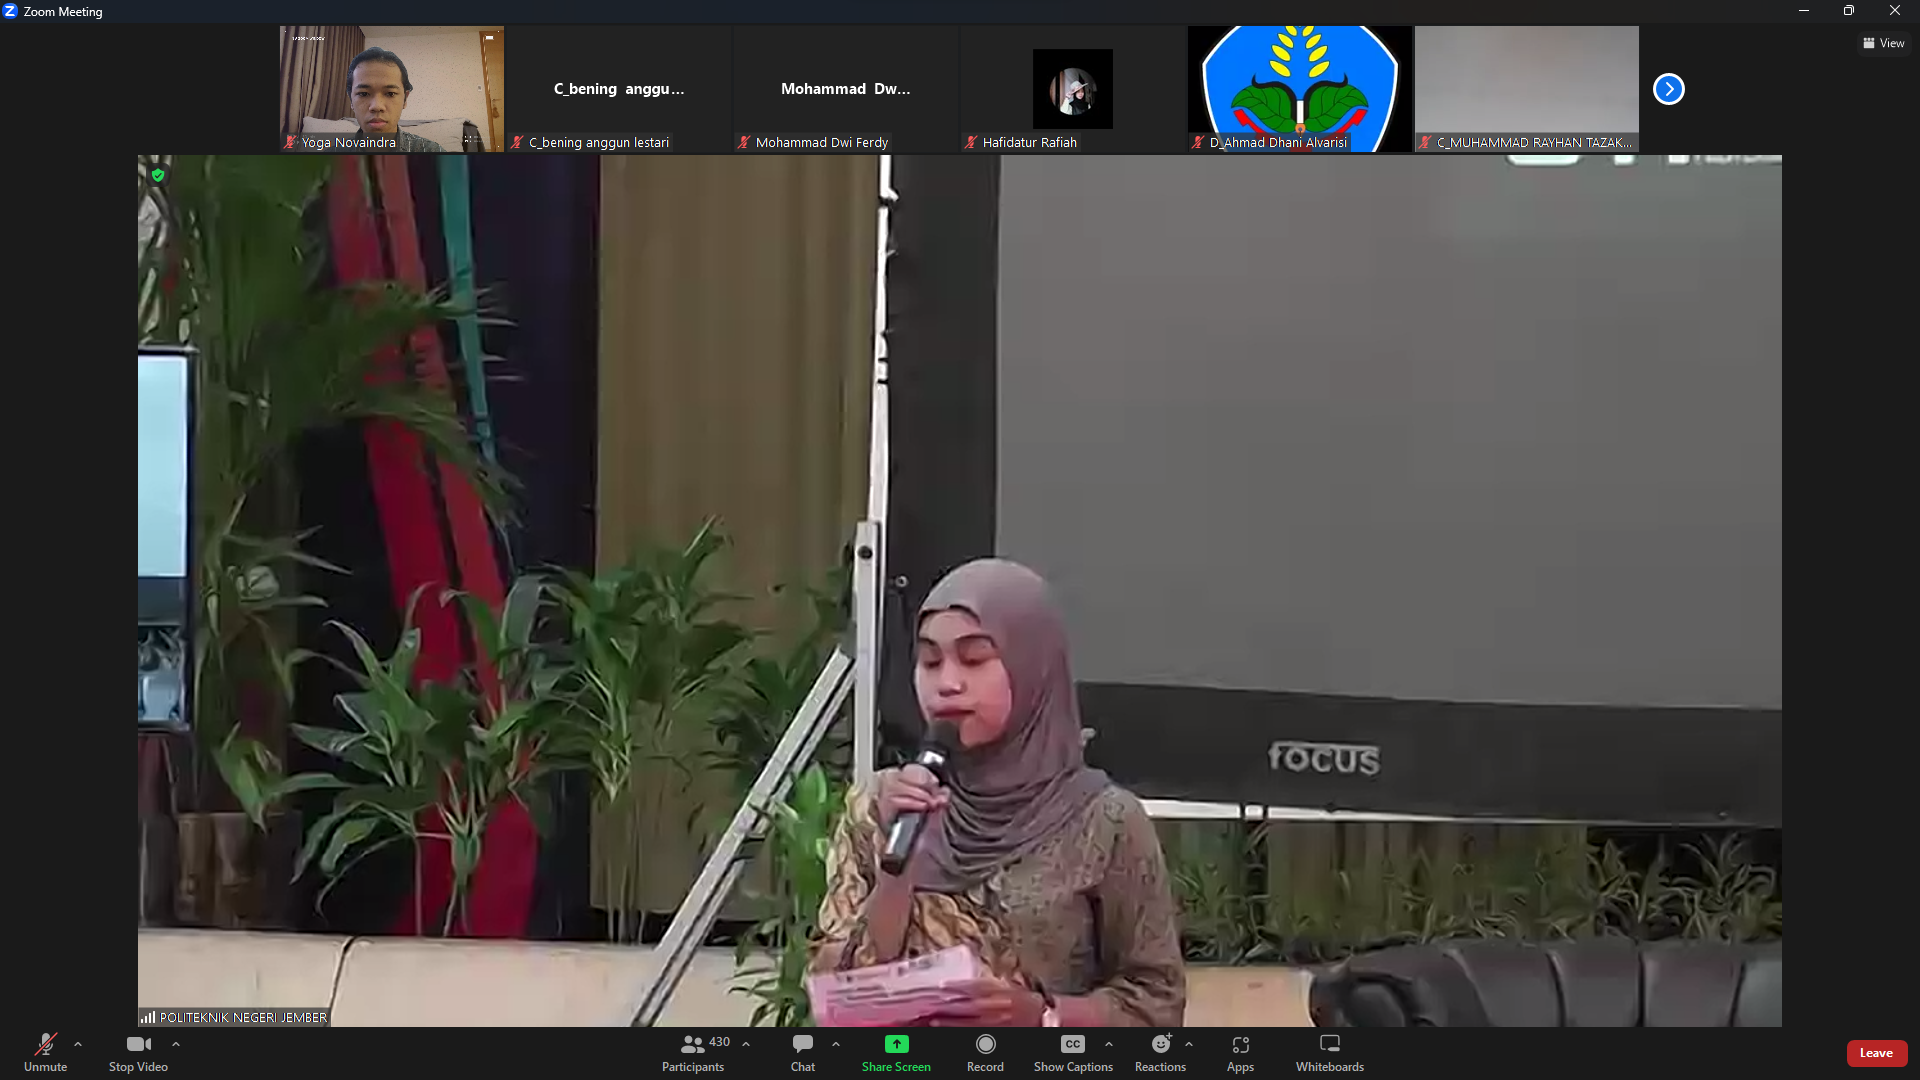 Zoom Meeting
View
C_bening anggu...
Mohammad Dw...
Yoga Novaindra
C_bening anggun lestari
Mohammad Dwi Ferdy
Hafidatur Rafiah
D_Ahmad Dhani Alvarisi
C_MUHAMMAD RAYHAN TAZAK...
focus
POLITEKNIK NEGERI JEMBER
Unmute
Stop Video
430
Participants
Chat
Share Screen
Record
CC
Show Captions
Reactions
Apps
Whiteboards
Leave